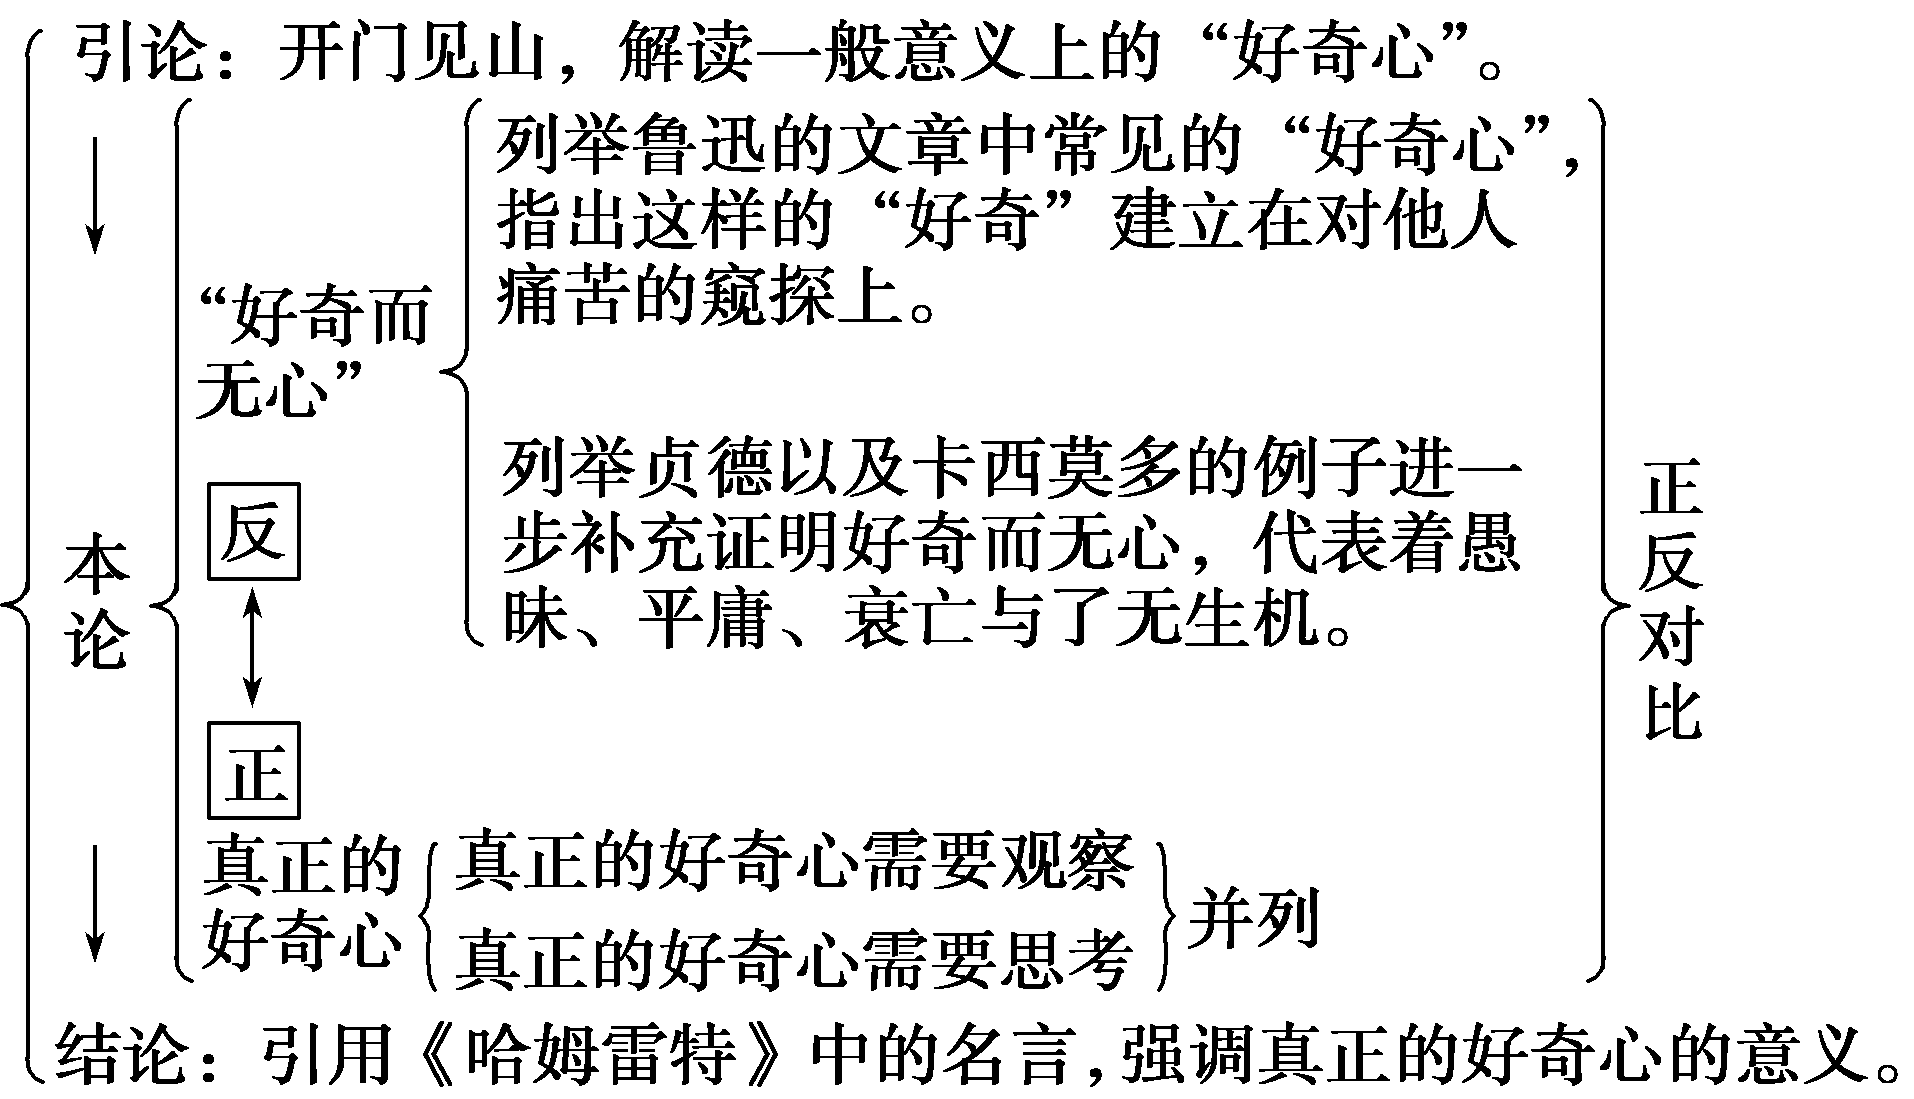 引论：开门见山，解读一般意义上的“好奇心”。
本论
“好奇而
无心”
列举鲁迅的文章中常见的“好奇心”，
指出这样的“好奇”建立在对他人
痛苦的窥探上。
列举贞德以及卡西莫多的例子进一
步补充证明好奇而无心，代表着愚
昧、平庸、衰亡与了无生机。
反
正
真正的
好奇心
真正的好奇心需要观察
真正的好奇心需要思考
并列
正反对比
结论：引用《哈姆雷特》中的名言，强调真正的好奇心的意义。